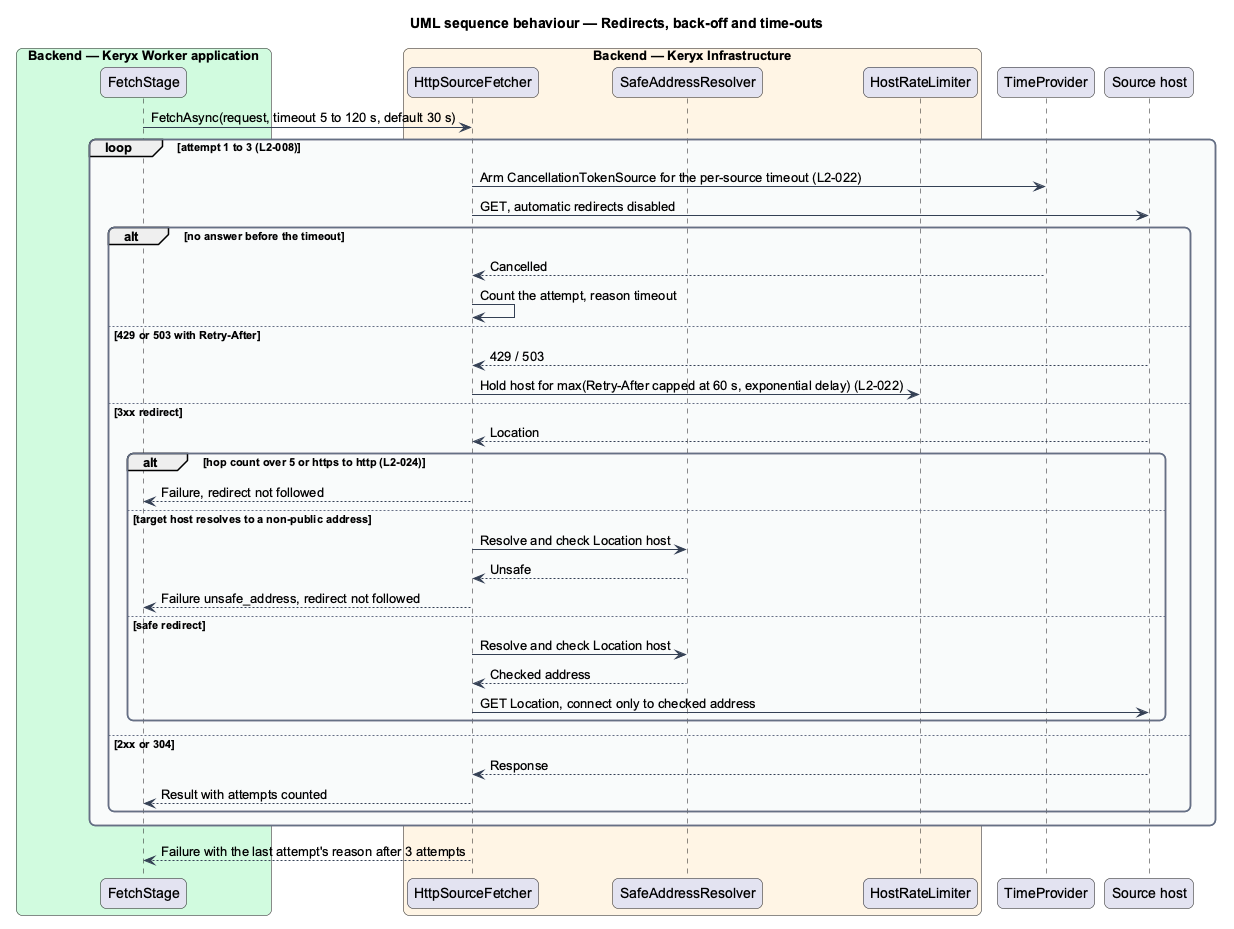 UML sequence behaviour — Redirects, back-off and time-outs
Backend — Keryx Worker application
Backend — Keryx Infrastructure
FetchStage
HttpSourceFetcher
SafeAddressResolver
HostRateLimiter
TimeProvider
Source host
FetchAsync(request, timeout 5 to 120 s, default 30 s)
loop
[attempt 1 to 3 (L2-008)]
Arm CancellationTokenSource for the per-source timeout (L2-022)
GET, automatic redirects disabled
alt
[no answer before the timeout]
Cancelled
Count the attempt, reason timeout
[429 or 503 with Retry-After]
429 / 503
Hold host for max(Retry-After capped at 60 s, exponential delay) (L2-022)
[3xx redirect]
Location
alt
[hop count over 5 or https to http (L2-024)]
Failure, redirect not followed
[target host resolves to a non-public address]
Resolve and check Location host
Unsafe
Failure unsafe_address, redirect not followed
[safe redirect]
Resolve and check Location host
Checked address
GET Location, connect only to checked address
[2xx or 304]
Response
Result with attempts counted
Failure with the last attempt's reason after 3 attempts
FetchStage
HttpSourceFetcher
SafeAddressResolver
HostRateLimiter
TimeProvider
Source host